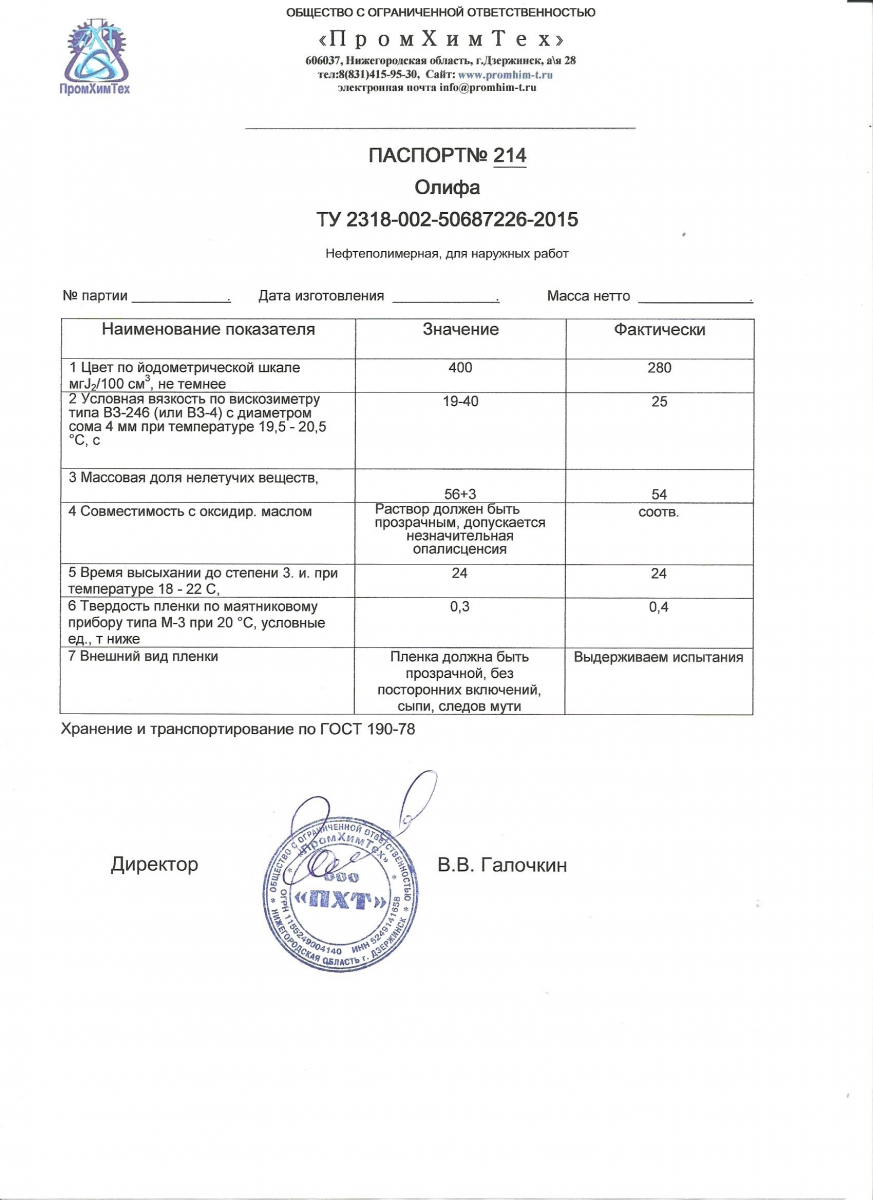 ОБЩЕСТВО С ОГРАНИЧЕННОЙ ОТВЕТСТВЕННОСТЬЮ
«ПромХимТех»
606037, Нижегородская область, г.Дзержинск, а\я 28
тел:8(831)415-95-30, Сайт: www.promhim-t.ru
электронная почта info@promhim-t.ru
ПромХимТех
ПАСПОРТ№ 214
Олифа
ТУ 2318-002-50687226-2015
Нефтеполимерная, для наружных работ
№ партии ____________. Дата изготовления _____________. Масса нетто ______________.
Наименование показателя Значение Фактически
1 Цвет по йодометрической шкале 400 280
мгJ₂/100 см³, не темнее
2 Условная вязкость по вискозиметру 19-40 25
типа ВЗ-246 (или ВЗ-4) с диаметром
сома 4 мм при температуре 19,5 - 20,5
°С, с
3 Массовая доля нелетучих веществ,
56+3 54
4 Совместимость с оксидир. маслом Раствор должен быть соотв.
прозрачным, допускается
незначительная
опалисценсия
5 Время высыхании до степени 3. и. при 24 24
температуре 18 - 22 С,
6 Твердость пленки по маятниковому 0,3 0,4
прибору типа М-3 при 20 °С, условные
ед., т ниже
7 Внешний вид пленки Пленка должна быть Выдерживаем испытания
прозрачной, без
посторонних включений,
сыпи, следов мути
Хранение и транспортирование по ГОСТ 190-78
Директор В.В. Галочкин
* ОБЩЕСТВО С ОГРАНИЧЕННОЙ ОТВЕТСТВЕННОСТЬЮ *
НИЖЕГОРОДСКАЯ ОБЛАСТЬ г. ДЗЕРЖИНСК
* «ПромХимТех» *
ООО
«ПХТ»
ОГРН 1155249004140 ИНН 5249141658